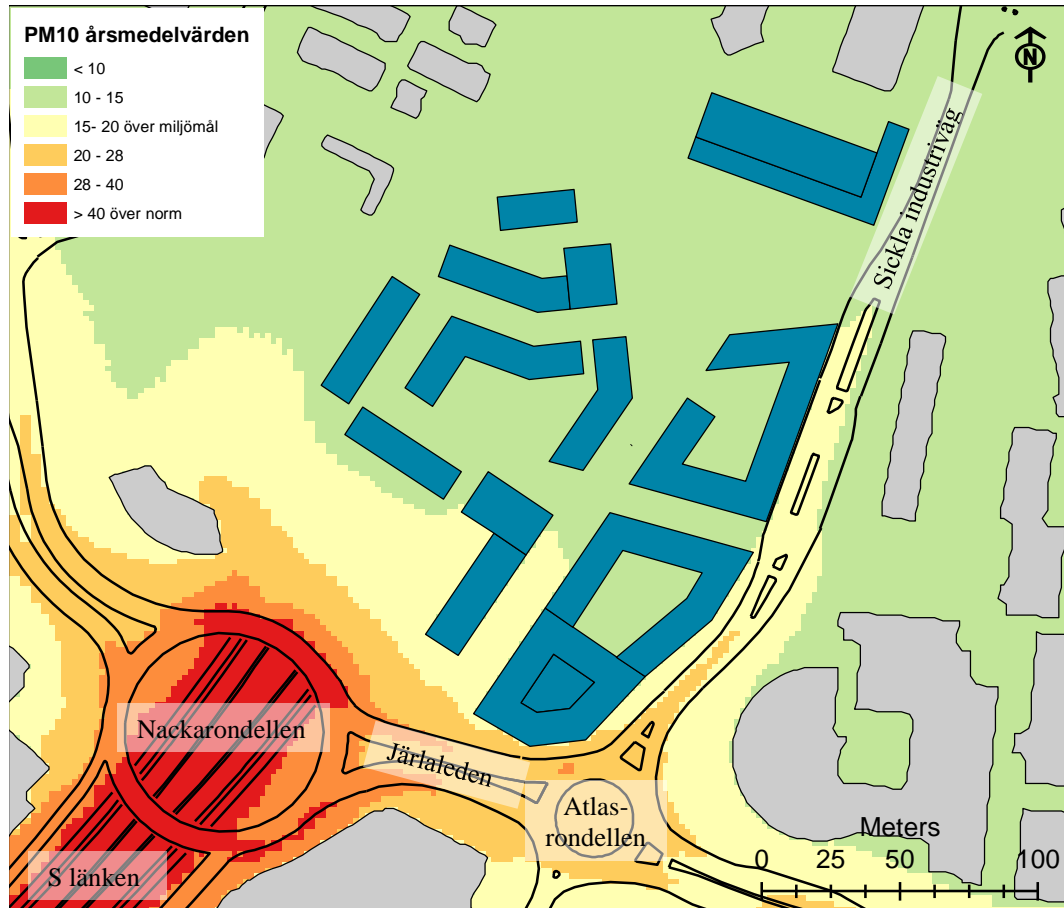 PM10 årsmedelvärden
< 10
10 - 15
15- 20 över miljömål
20 - 28
28 - 40
> 40 över norm
N
Sickla industriväg
Nackarondellen
Järlaleden
Atlas-
rondellen
S länken
Meters
0 25 50 100